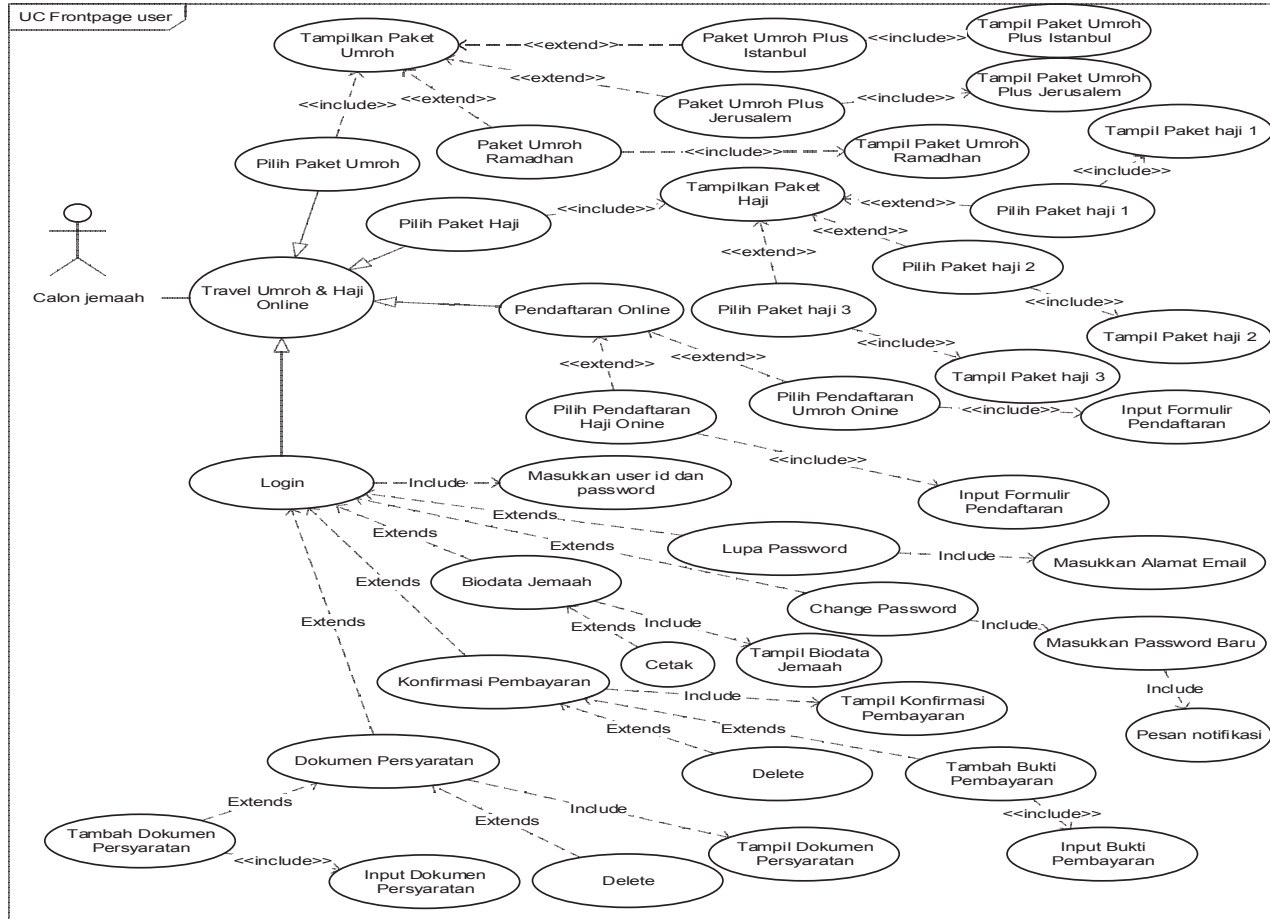 UC Frontpage user
Tampilkan Paket
Umroh
<<extend>>
Paket Umroh Plus
Istanbul
<<include>>
Tampil Paket Umroh
Plus Istanbul
<<include>>
<<extend>>
<<extend>>
Paket Umroh Plus
Jerusalem
<<include>>
Tampil Paket Umroh
Plus Jerusalem
Pilih Paket Umroh
Paket Umroh
Ramadhan
<<include>>
Tampil Paket Umroh
Ramadhan
Tampil Paket haji 1
<<include>>
Pilih Paket Haji
<<include>>
Tampilkan Paket
Haji
<<extend>>
Pilih Paket haji 1
<<extend>>
<<extend>>
Pilih Paket haji 2
Calon jemaah
Travel Umroh & Haji
Online
Pendaftaran Online
Pilih Paket haji 3
<<include>>
Tampil Paket haji 2
<<include>>
<<extend>>
<<extend>>
Tampil Paket haji 3
Pilih Pendaftaran
Haji Onine
Pilih Pendaftaran
Umroh Onine
<<include>>
Input Formulir
Pendaftaran
<<include>>
Input Formulir
Pendaftaran
Login
Include
Masukkan user id dan
password
Extends
Extends
Extends
Lupa Password
Include
Masukkan Alamat Email
Extends
Biodata Jemaah
Change Password
Include
Masukkan Password Baru
Extends
Extends
Include
Cetak
Tampil Biodata
Jemaah
Konfirmasi Pembayaran
Include
Tampil Konfirmasi
Pembayaran
Include
Pesan notifikasi
Extends
Extends
Dokumen Persyaratan
Delete
Tambah Bukti
Pembayaran
Extends
Include
Extends
<<include>>
Tambah Dokumen
Persyaratan
<<include>>
Input Dokumen
Persyaratan
Delete
Tampil Dokumen
Persyaratan
Input Bukti
Pembayaran